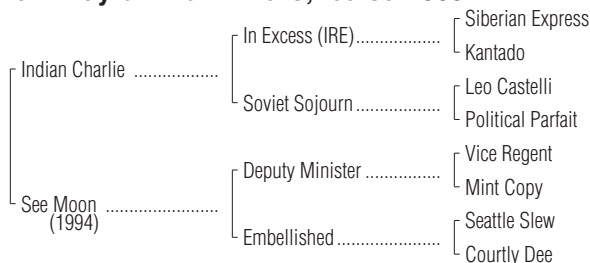 Siberian Express
In Excess (IRE)
Kantado
Indian Charlie
Leo Castelli
Soviet Sojourn
Political Parfait
Vice Regent
Deputy Minister
Mint Copy
See Moon
(1994)
Seattle Slew
Embellished
Courtly Dee